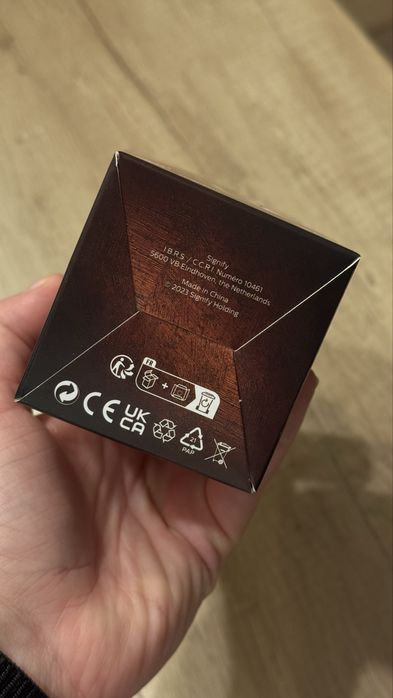 Signify
I.B.R.S. / C.C.R.I. Numéro 10461
5600 VB Eindhoven, the Netherlands
Made in China
© 2023 Signify Holding
FR
+
CE
UK
CA
21
PAP